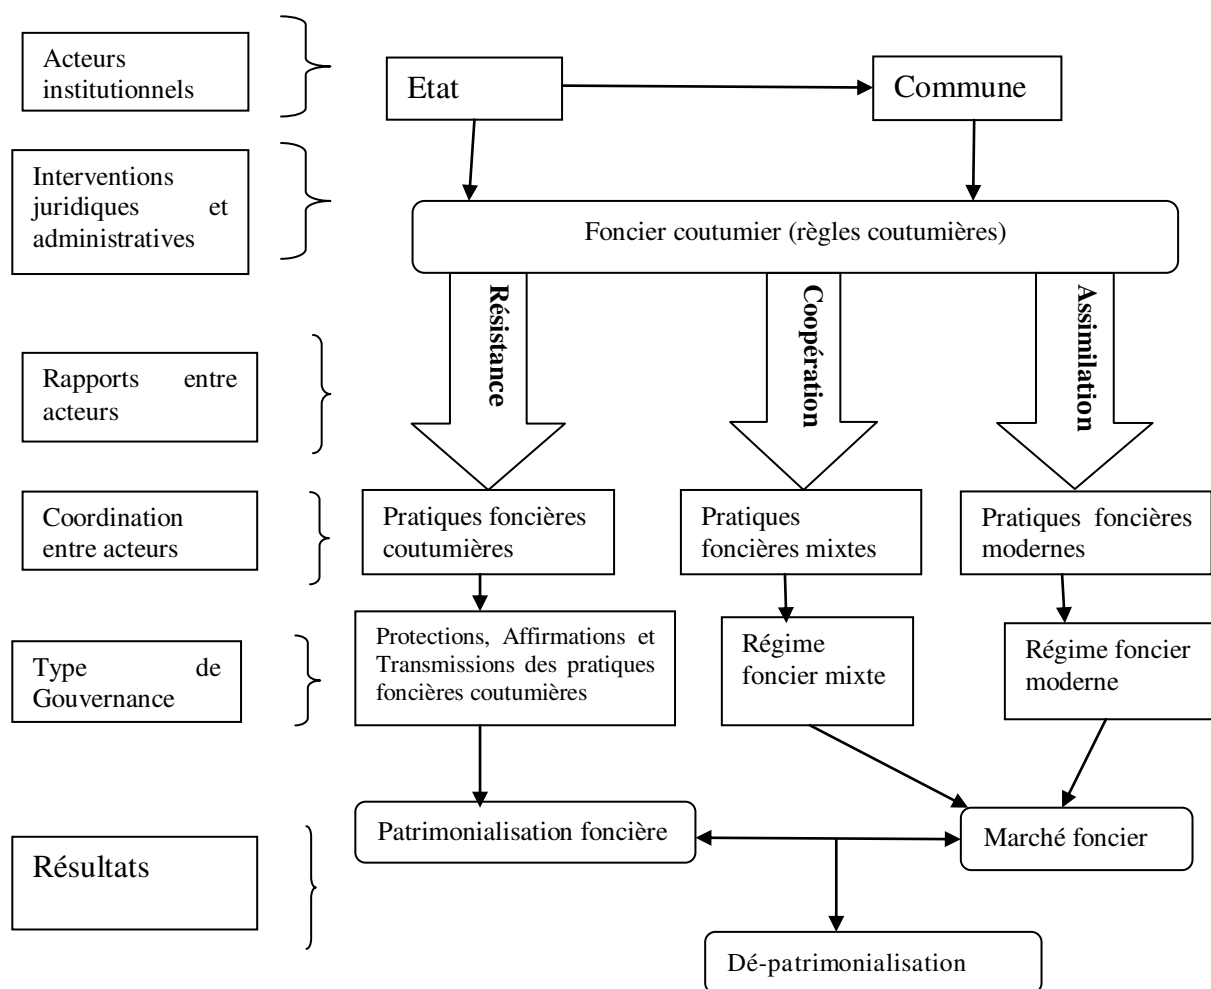 Acteurs
institutionnels
Etat
Commune
Interventions
juridiques et
administratives
Foncier coutumier (règles coutumières)
Résistance
Coopération
Assimilation
Rapports entre
acteurs
Coordination
entre acteurs
Pratiques foncières
coutumières
Pratiques
foncières mixtes
Pratiques foncières
modernes
Type de
Gouvernance
Protections, Affirmations et
Transmissions des pratiques
foncières coutumières
Régime
foncier mixte
Régime foncier
moderne
Résultats
Patrimonialisation foncière
Marché foncier
Dé-patrimonialisation